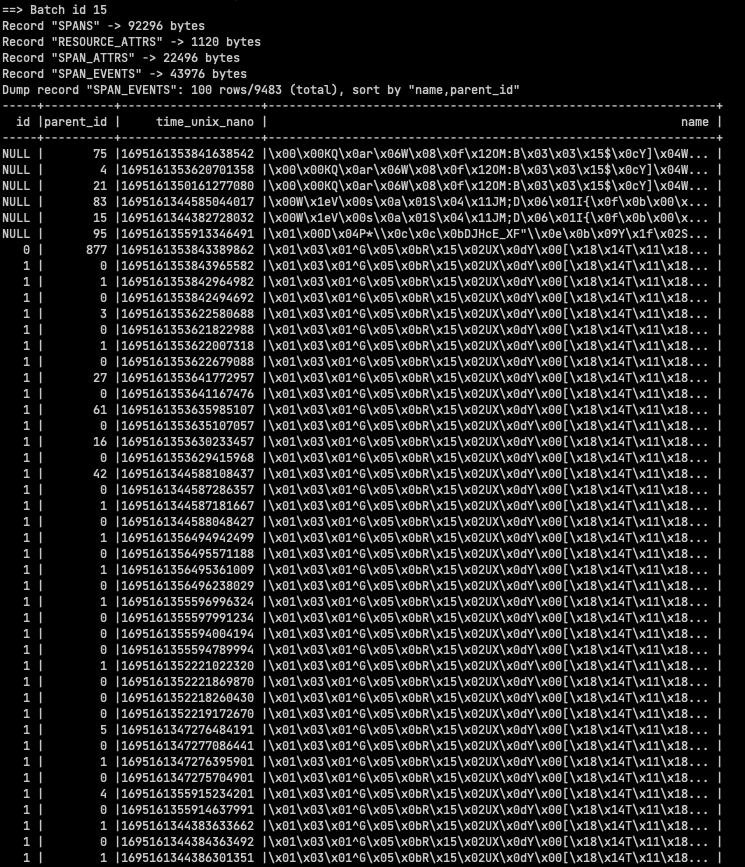 ==> Batch id 15
Record "SPANS" -> 92296 bytes
Record "RESOURCE_ATTRS" -> 1120 bytes
Record "SPAN_ATTRS" -> 22496 bytes
Record "SPAN_EVENTS" -> 43976 bytes
Dump record "SPAN_EVENTS": 100 rows/9483 (total), sort by "name,parent_id"
-----+----------+-------------------+------------------------------------------------------------+
  id |parent_id |     time_unix_nano |                                                       name |
-----+----------+-------------------+------------------------------------------------------------+
NULL |       75 |1695161353841638542 |\x00\x00KQ\x0ar\x06W\x08\x0f\x12OM:B\x03\x03\x15$\x0cY]\x04W... |
NULL |        4 |1695161353620701358 |\x00\x00KQ\x0ar\x06W\x08\x0f\x12OM:B\x03\x03\x15$\x0cY]\x04W... |
NULL |       21 |1695161350161277080 |\x00\x00KQ\x0ar\x06W\x08\x0f\x12OM:B\x03\x03\x15$\x0cY]\x04W... |
NULL |       83 |1695161344585044017 |\x00W\x1eV\x00s\x0a\x01S\x04\x11JM;D\x06\x01I{\x0f\x0b\x00\x... |
NULL |       15 |1695161344382728032 |\x00W\x1eV\x00s\x0a\x01S\x04\x11JM;D\x06\x01I{\x0f\x0b\x00\x... |
NULL |       95 |1695161355913346491 |\x01\x00D\x04P*\\x0c\x0c\x0bDJHcE_XF"\\x0e\x0b\x09Y\x1f\x02S... |
   0 |      877 |1695161353843389862 |\x01\x03\x01^G\x05\x0bR\x15\x02UX\x0dY\x00[\x18\x14T\x11\x18... |
   1 |        0 |1695161353843965582 |\x01\x03\x01^G\x05\x0bR\x15\x02UX\x0dY\x00[\x18\x14T\x11\x18... |
   1 |        1 |1695161353842964982 |\x01\x03\x01^G\x05\x0bR\x15\x02UX\x0dY\x00[\x18\x14T\x11\x18... |
   1 |        0 |1695161353842494692 |\x01\x03\x01^G\x05\x0bR\x15\x02UX\x0dY\x00[\x18\x14T\x11\x18... |
   1 |        3 |1695161353622580688 |\x01\x03\x01^G\x05\x0bR\x15\x02UX\x0dY\x00[\x18\x14T\x11\x18... |
   1 |        0 |1695161353621822988 |\x01\x03\x01^G\x05\x0bR\x15\x02UX\x0dY\x00[\x18\x14T\x11\x18... |
   1 |        1 |1695161353622007318 |\x01\x03\x01^G\x05\x0bR\x15\x02UX\x0dY\x00[\x18\x14T\x11\x18... |
   1 |        0 |1695161353622679088 |\x01\x03\x01^G\x05\x0bR\x15\x02UX\x0dY\x00[\x18\x14T\x11\x18... |
   1 |       27 |1695161353641772957 |\x01\x03\x01^G\x05\x0bR\x15\x02UX\x0dY\x00[\x18\x14T\x11\x18... |
   1 |        0 |1695161353641167476 |\x01\x03\x01^G\x05\x0bR\x15\x02UX\x0dY\x00[\x18\x14T\x11\x18... |
   1 |       61 |1695161353635985107 |\x01\x03\x01^G\x05\x0bR\x15\x02UX\x0dY\x00[\x18\x14T\x11\x18... |
   1 |        0 |1695161353635107057 |\x01\x03\x01^G\x05\x0bR\x15\x02UX\x0dY\x00[\x18\x14T\x11\x18... |
   1 |       16 |1695161353630233457 |\x01\x03\x01^G\x05\x0bR\x15\x02UX\x0dY\x00[\x18\x14T\x11\x18... |
   1 |        0 |1695161353629415968 |\x01\x03\x01^G\x05\x0bR\x15\x02UX\x0dY\x00[\x18\x14T\x11\x18... |
   1 |       42 |1695161344588108437 |\x01\x03\x01^G\x05\x0bR\x15\x02UX\x0dY\x00[\x18\x14T\x11\x18... |
   1 |        0 |1695161344587286357 |\x01\x03\x01^G\x05\x0bR\x15\x02UX\x0dY\x00[\x18\x14T\x11\x18... |
   1 |        1 |1695161344587181667 |\x01\x03\x01^G\x05\x0bR\x15\x02UX\x0dY\x00[\x18\x14T\x11\x18... |
   1 |        0 |1695161344588048427 |\x01\x03\x01^G\x05\x0bR\x15\x02UX\x0dY\x00[\x18\x14T\x11\x18... |
   1 |        1 |1695161356494942499 |\x01\x03\x01^G\x05\x0bR\x15\x02UX\x0dY\x00[\x18\x14T\x11\x18... |
   1 |        0 |1695161356495571188 |\x01\x03\x01^G\x05\x0bR\x15\x02UX\x0dY\x00[\x18\x14T\x11\x18... |
   1 |        1 |1695161356495361009 |\x01\x03\x01^G\x05\x0bR\x15\x02UX\x0dY\x00[\x18\x14T\x11\x18... |
   1 |        0 |1695161356496238029 |\x01\x03\x01^G\x05\x0bR\x15\x02UX\x0dY\x00[\x18\x14T\x11\x18... |
   1 |        1 |1695161355596996324 |\x01\x03\x01^G\x05\x0bR\x15\x02UX\x0dY\x00[\x18\x14T\x11\x18... |
   1 |        0 |1695161355597991234 |\x01\x03\x01^G\x05\x0bR\x15\x02UX\x0dY\x00[\x18\x14T\x11\x18... |
   1 |        0 |1695161355594004194 |\x01\x03\x01^G\x05\x0bR\x15\x02UX\x0dY\x00[\x18\x14T\x11\x18... |
   1 |        0 |1695161355594789994 |\x01\x03\x01^G\x05\x0bR\x15\x02UX\x0dY\x00[\x18\x14T\x11\x18... |
   1 |        1 |1695161352221022320 |\x01\x03\x01^G\x05\x0bR\x15\x02UX\x0dY\x00[\x18\x14T\x11\x18... |
   1 |        0 |1695161352221869870 |\x01\x03\x01^G\x05\x0bR\x15\x02UX\x0dY\x00[\x18\x14T\x11\x18... |
   1 |        0 |1695161352218260430 |\x01\x03\x01^G\x05\x0bR\x15\x02UX\x0dY\x00[\x18\x14T\x11\x18... |
   1 |        0 |1695161352219172670 |\x01\x03\x01^G\x05\x0bR\x15\x02UX\x0dY\x00[\x18\x14T\x11\x18... |
   1 |        5 |1695161347276484191 |\x01\x03\x01^G\x05\x0bR\x15\x02UX\x0dY\x00[\x18\x14T\x11\x18... |
   1 |        0 |1695161347277086441 |\x01\x03\x01^G\x05\x0bR\x15\x02UX\x0dY\x00[\x18\x14T\x11\x18... |
   1 |        1 |1695161347276395901 |\x01\x03\x01^G\x05\x0bR\x15\x02UX\x0dY\x00[\x18\x14T\x11\x18... |
   1 |        0 |1695161347275704901 |\x01\x03\x01^G\x05\x0bR\x15\x02UX\x0dY\x00[\x18\x14T\x11\x18... |
   1 |        4 |1695161355915234201 |\x01\x03\x01^G\x05\x0bR\x15\x02UX\x0dY\x00[\x18\x14T\x11\x18... |
   1 |        0 |1695161355914637991 |\x01\x03\x01^G\x05\x0bR\x15\x02UX\x0dY\x00[\x18\x14T\x11\x18... |
   1 |        1 |1695161344383633662 |\x01\x03\x01^G\x05\x0bR\x15\x02UX\x0dY\x00[\x18\x14T\x11\x18... |
   1 |        0 |1695161344384363492 |\x01\x03\x01^G\x05\x0bR\x15\x02UX\x0dY\x00[\x18\x14T\x11\x18... |
   1 |        1 |1695161344386301351 |\x01\x03\x01^G\x05\x0bR\x15\x02UX\x0dY\x00[\x18\x14T\x11\x18... |